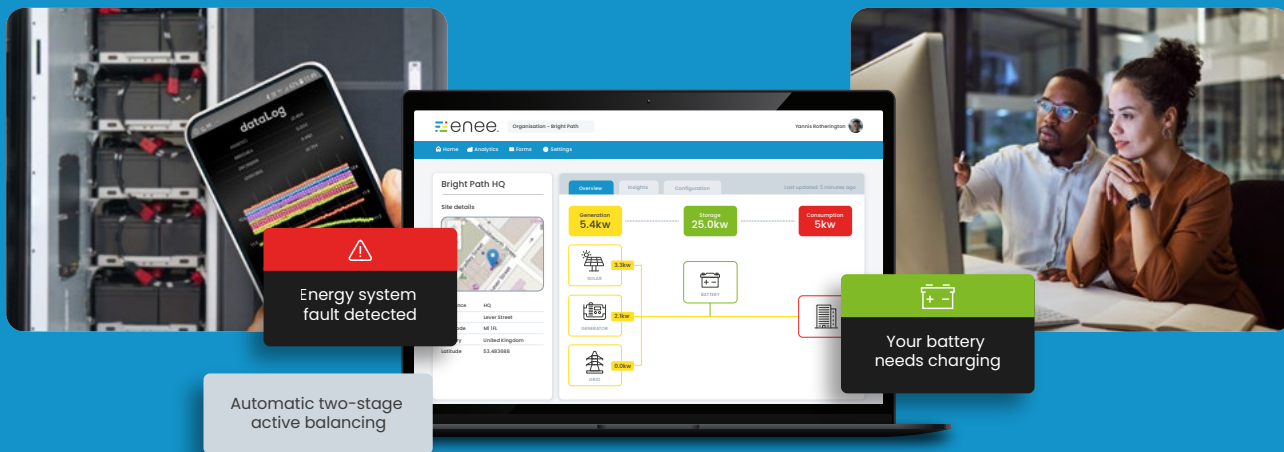 dataLog
enee.
Organisation - Bright Path
Yannis Rotherington
Home
Analytics
Forms
Settings
Bright Path HQ
Site details
HQ
Lever Street
M1 1FL
United Kingdom
Latitude
53.483688
Overview
Insights
Configuration
Last updated: 5 minutes ago
Generation
5.4kw
Storage
25.0kw
Consumption
5kw
SOLAR
3.3kw
GENERATOR
2.1kw
GRID
0.0kw
BATTERY
Energy system
fault detected
Automatic two-stage
active balancing
Your battery
needs charging